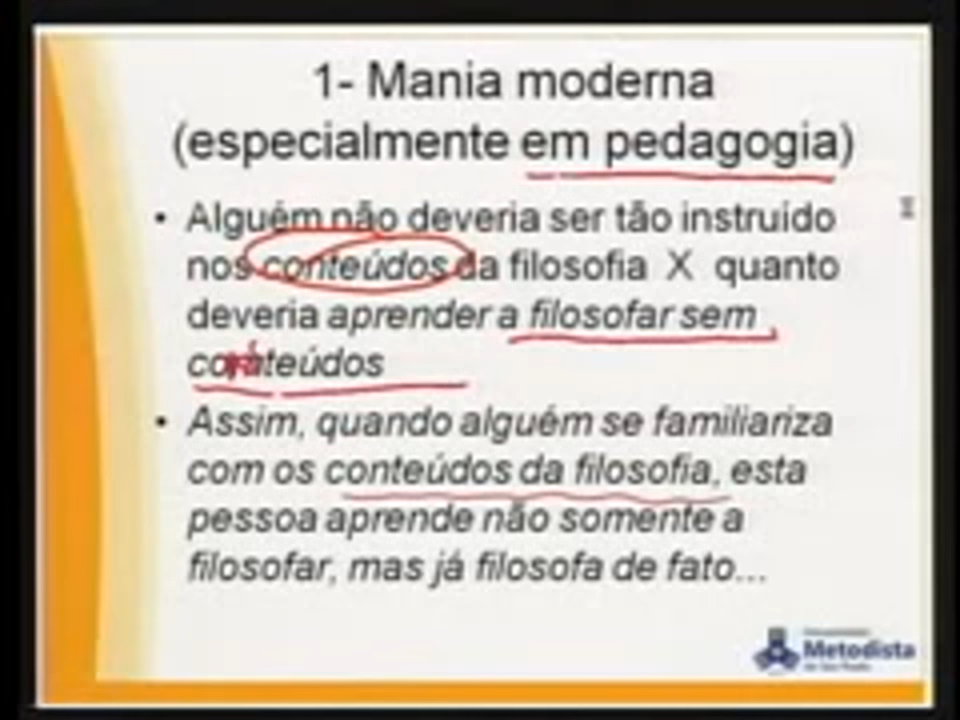 1- Mania moderna
(especialmente em pedagogia)
• Alguém não deveria ser tão instruído
nos conteúdos da filosofia X quanto
deveria aprender a filosofar sem
conteúdos
• Assim, quando alguém se familiariza
com os conteúdos da filosofia, esta
pessoa aprende não somente a
filosofar, mas já filosofa de fato...
Metodista